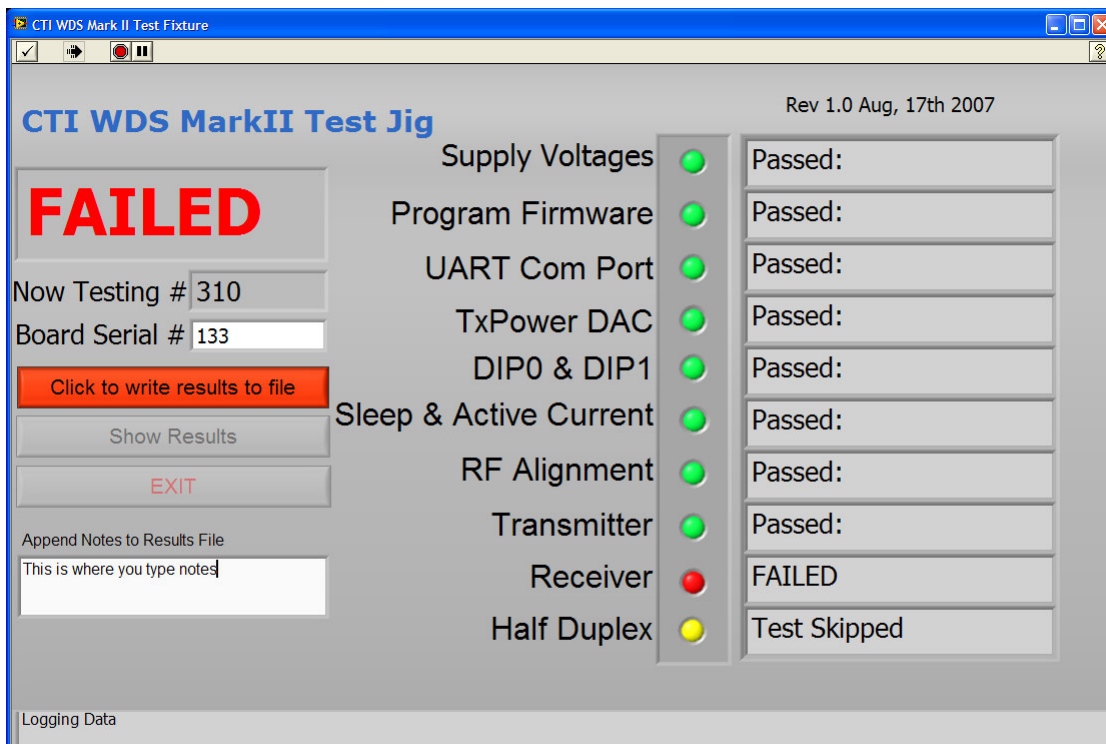 CTI WDS Mark II Test Fixture
?
CTI WDS MarkII Test Jig
Rev 1.0 Aug, 17th 2007
FAILED
Now Testing # 310
Board Serial # 133
Click to write results to file
Show Results
EXIT
Append Notes to Results File
This is where you type notes
Supply Voltages Passed:
Program Firmware Passed:
UART Com Port Passed:
TxPower DAC Passed:
DIP0 & DIP1 Passed:
Sleep & Active Current Passed:
RF Alignment Passed:
Transmitter Passed:
Receiver FAILED
Half Duplex Test Skipped
Logging Data